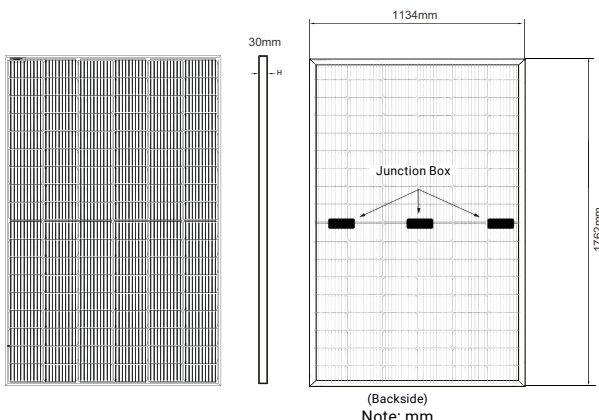 1134mm
30mm
H
Junction Box
1762mm
(Backside)
Note: mm